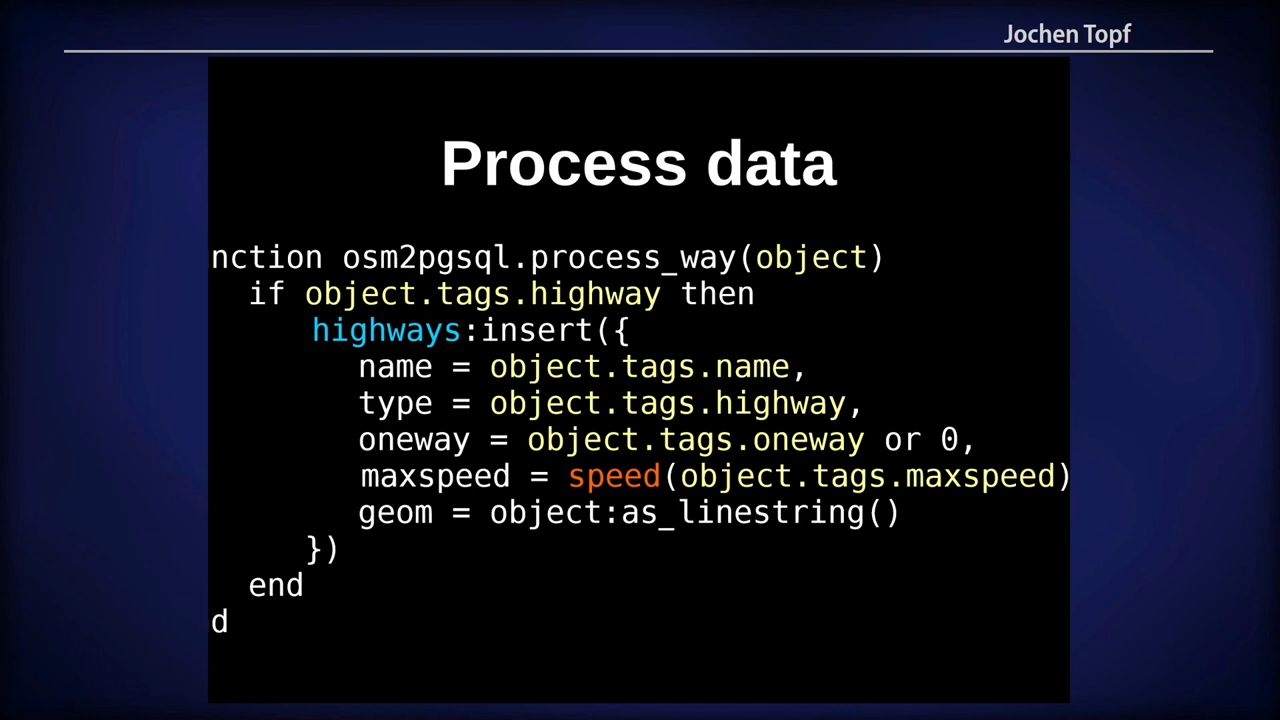 Jochen Topf
Process data
nction osm2pgsql.process_way(object)
if object.tags.highway then
highways:insert({
name = object.tags.name,
type = object.tags.highway,
oneway = object.tags.oneway or 0,
maxspeed = speed(object.tags.maxspeed)
geom = object:as_linestring()
})
end
d